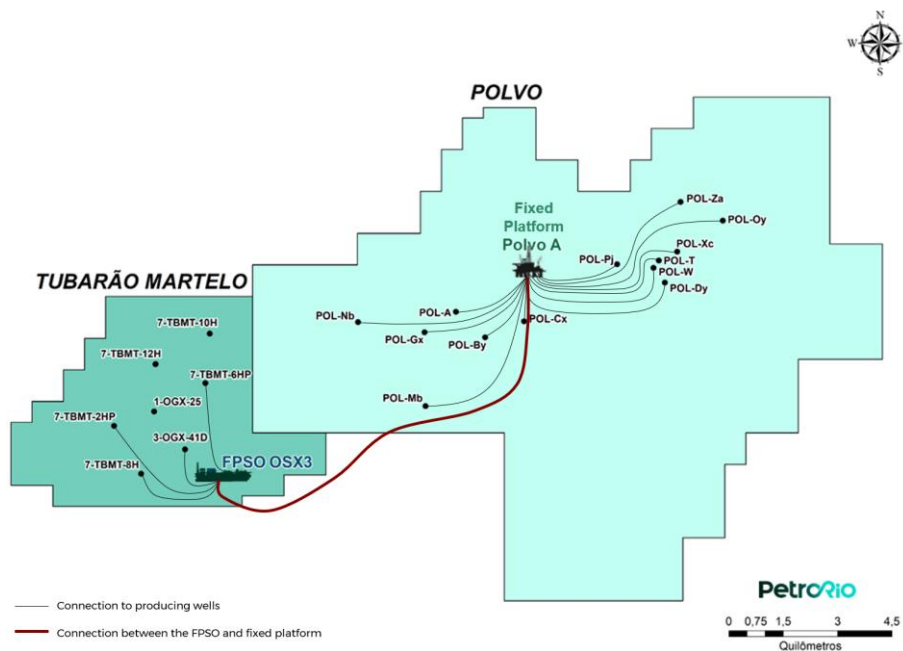 N
W
E
S
POLVO
POL-Za
Fixed
Platform
Polvo A
POL-Oy
POL-Xc
POL-Pj
POL-T
POL-W
POL-Dy
TUBARÃO MARTELO
POL-A
POL-Nb
POL-Cx
POL-Gx
POL-By
7-TBMT-10H
7-TBMT-12H
7-TBMT-6HP
POL-Mb
1-OGX-25
7-TBMT-2HP
3-OGX-41D
7-TBMT-8H
FPSO OSX3
PetroRio
Connection to producing wells
Connection between the FPSO and fixed platform
0 0,75 1,5 3 4,5
Quilômetros